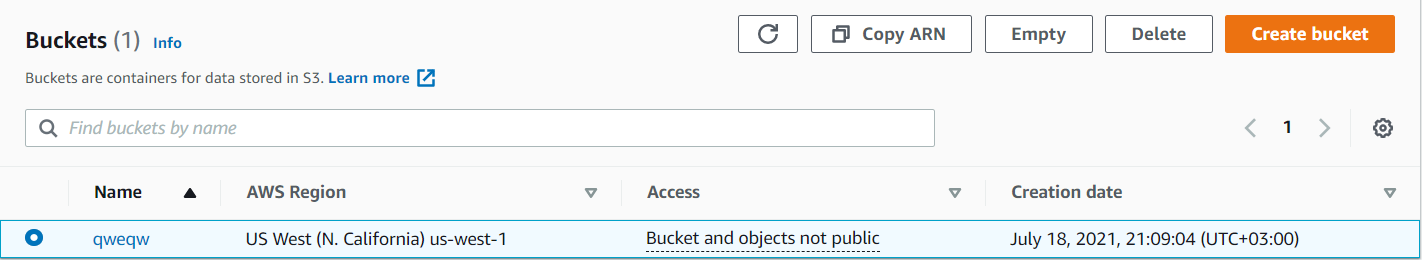 Buckets (1) Info
Copy ARN
Empty
Delete
Create bucket
Buckets are containers for data stored in S3. Learn more
Find buckets by name
1
Name AWS Region Access Creation date
qweqw US West (N. California) us-west-1 Bucket and objects not public July 18, 2021, 21:09:04 (UTC+03:00)